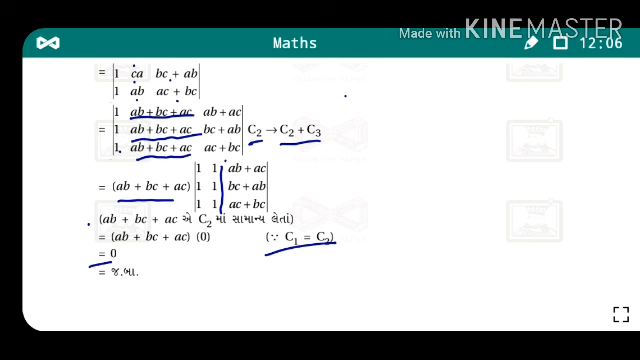 Made with KINEMASTER
Maths
12:06
= |1 ca bc + ab|
|1 ab ac + bc|
|1 ab + bc + ac ab + ac|
= |1 ab + bc + ac bc + ab| C₂ → C₂ + C₃
|1 ab + bc + ac ac + bc|
|1 1 ab + ac|
= (ab + bc + ac) |1 1 bc + ab|
|1 1 ac + bc|
(ab + bc + ac એ C₂ માં સામાન્ય લેતાં)
= (ab + bc + ac) (0) (∵ C₁ = C₂)
= 0
= જ.બા.